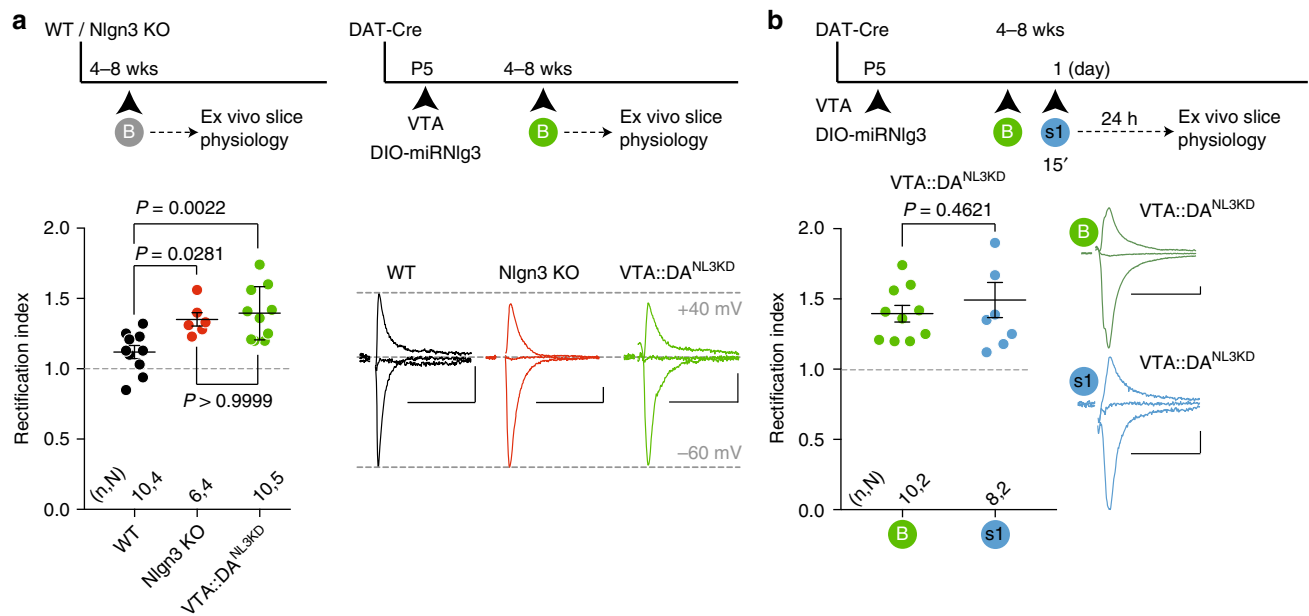 a
WT / Nlgn3 KO
4–8 wks
B
Ex vivo slice
physiology
DAT-Cre
P5
4–8 wks
VTA
DIO-miRNlg3
B
Ex vivo slice
physiology
Rectification index
2.0
1.5
1.0
0.5
0.0
P = 0.0022
P = 0.0281
P > 0.9999
(n,N)
10,4
6,4
10,5
WT
Nlgn3 KO
VTA::DA^NL3KD
WT
Nlgn3 KO
VTA::DA^NL3KD
+40 mV
–60 mV
b
DAT-Cre
4–8 wks
P5
1 (day)
VTA
DIO-miRNlg3
B
s1
15′
24 h
Ex vivo slice
physiology
VTA::DA^NL3KD
P = 0.4621
Rectification index
2.0
1.5
1.0
0.5
0.0
(n,N)
10,2
8,2
B
s1
VTA::DA^NL3KD
B
VTA::DA^NL3KD
s1